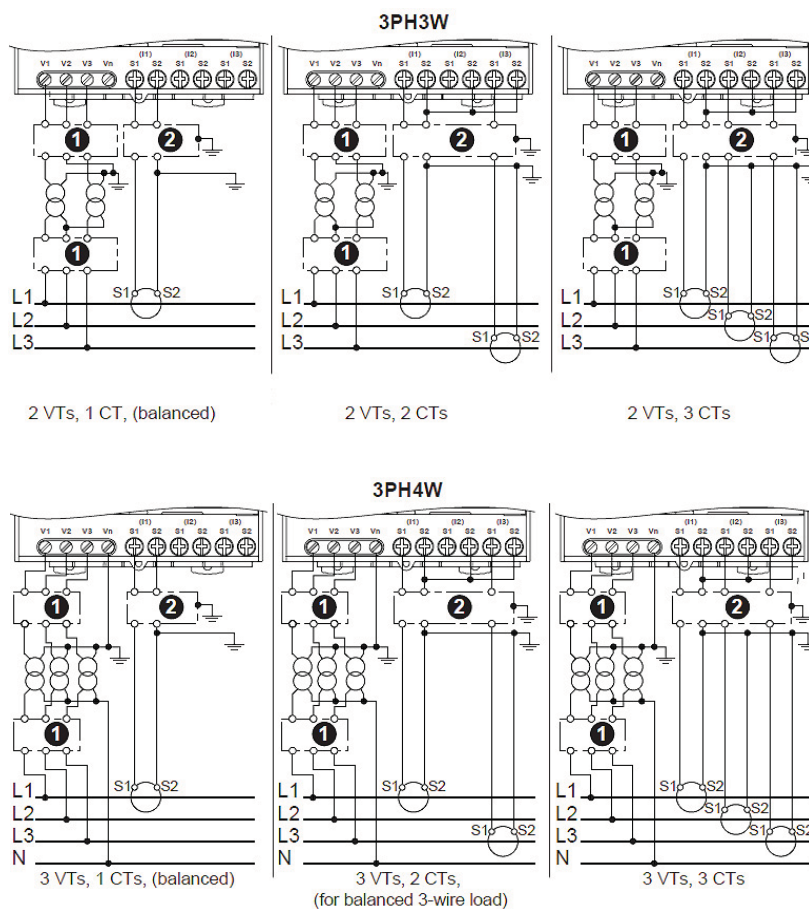 3PH3W
(I1) (I2) (I3)
V1 V2 V3 Vn S1 S2 S1 S2 S1 S2
1 2
1
S1 S2
L1
L2
L3
2 VTs, 1 CT, (balanced)
(I1) (I2) (I3)
V1 V2 V3 Vn S1 S2 S1 S2 S1 S2
1 2
1
S1 S2
L1
L2
S1 S2
L3
2 VTs, 2 CTs
(I1) (I2) (I3)
V1 V2 V3 Vn S1 S2 S1 S2 S1 S2
1 2
1
S1 S2
L1
S1 S2
L2
S1 S2
L3
2 VTs, 3 CTs
3PH4W
(I1) (I2) (I3)
V1 V2 V3 Vn S1 S2 S1 S2 S1 S2
1 2
1
S1 S2
L1
L2
L3
N
3 VTs, 1 CTs, (balanced)
(I1) (I2) (I3)
V1 V2 V3 Vn S1 S2 S1 S2 S1 S2
1 2
1
S1 S2
L1
L2
S1 S2
L3
N
3 VTs, 2 CTs,
(for balanced 3-wire load)
(I1) (I2) (I3)
V1 V2 V3 Vn S1 S2 S1 S2 S1 S2
1 2
1
S1 S2
L1
S1 S2
L2
S1 S2
L3
N
3 VTs, 3 CTs